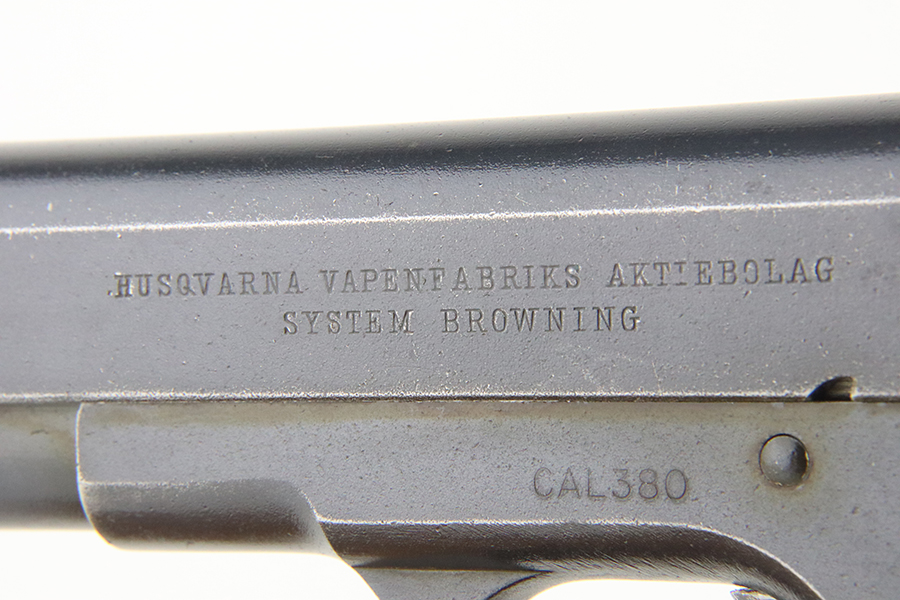 HUSQVARNA VAPENFABRIKS AKTIEBOLAG
SYSTEM BROWNING
CAL380